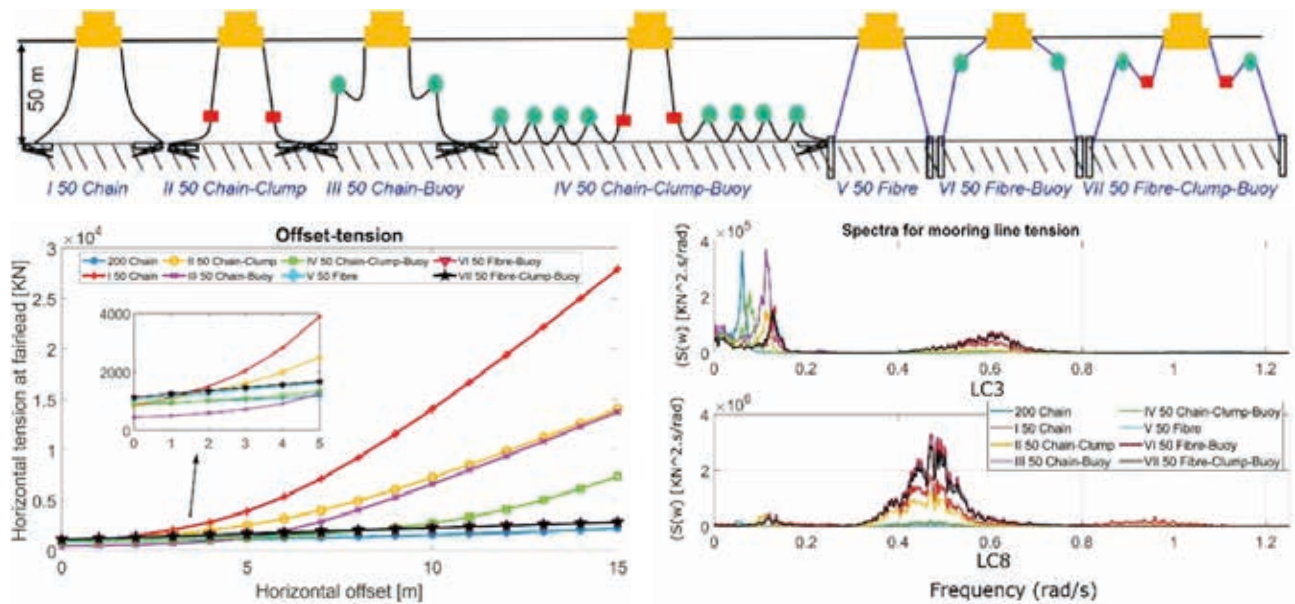 50 m
I 50 Chain
II 50 Chain-Clump
III 50 Chain-Buoy
IV 50 Chain-Clump-Buoy
V 50 Fibre
VI 50 Fibre-Buoy
VII 50 Fibre-Clump-Buoy
Offset-tension
×10^4
200 Chain
II 50 Chain-Clump
IV 50 Chain-Clump-Buoy
VI 50 Fibre-Buoy
I 50 Chain
III 50 Chain-Buoy
V 50 Fibre
VII 50 Fibre-Clump-Buoy
Horizontal tension at fairlead [KN]
3
2.5
2
1.5
1
0.5
0
4000
2000
0
0 1 2 3 4 5
0 5 10 15
Horizontal offset [m]
Spectra for mooring line tension
×10^5
(S(w) [KN^2.s/rad)
4
2
0
0 0.2 0.4 0.6 0.8 1 1.2
LC3
×10^6
(S(w) [KN^2.s/rad)
4
2
0
200 Chain
IV 50 Chain-Clump-Buoy
I 50 Chain
V 50 Fibre
II 50 Chain-Clump
VI 50 Fibre-Buoy
III 50 Chain-Buoy
VII 50 Fibre-Clump-Buoy
0 0.2 0.4 0.6 0.8 1 1.2
LC8
Frequency (rad/s)